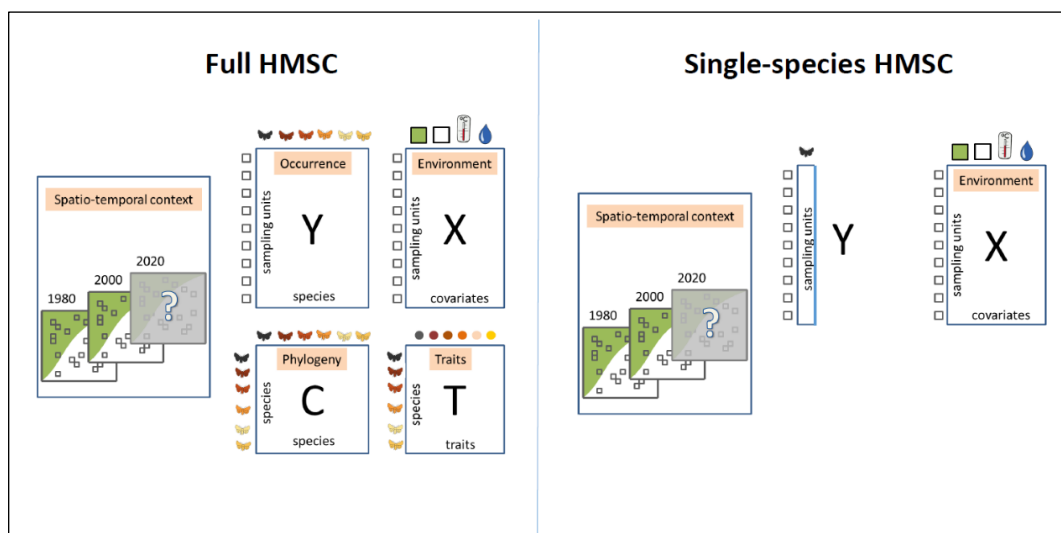 Full HMSC
Spatio-temporal context
1980
2000
2020
?
Occurrence
sampling units
Y
species
Environment
sampling units
X
covariates
Phylogeny
species
C
species
Traits
species
T
traits
Single-species HMSC
Spatio-temporal context
1980
2000
2020
?
sampling units
Y
Environment
sampling units
X
covariates